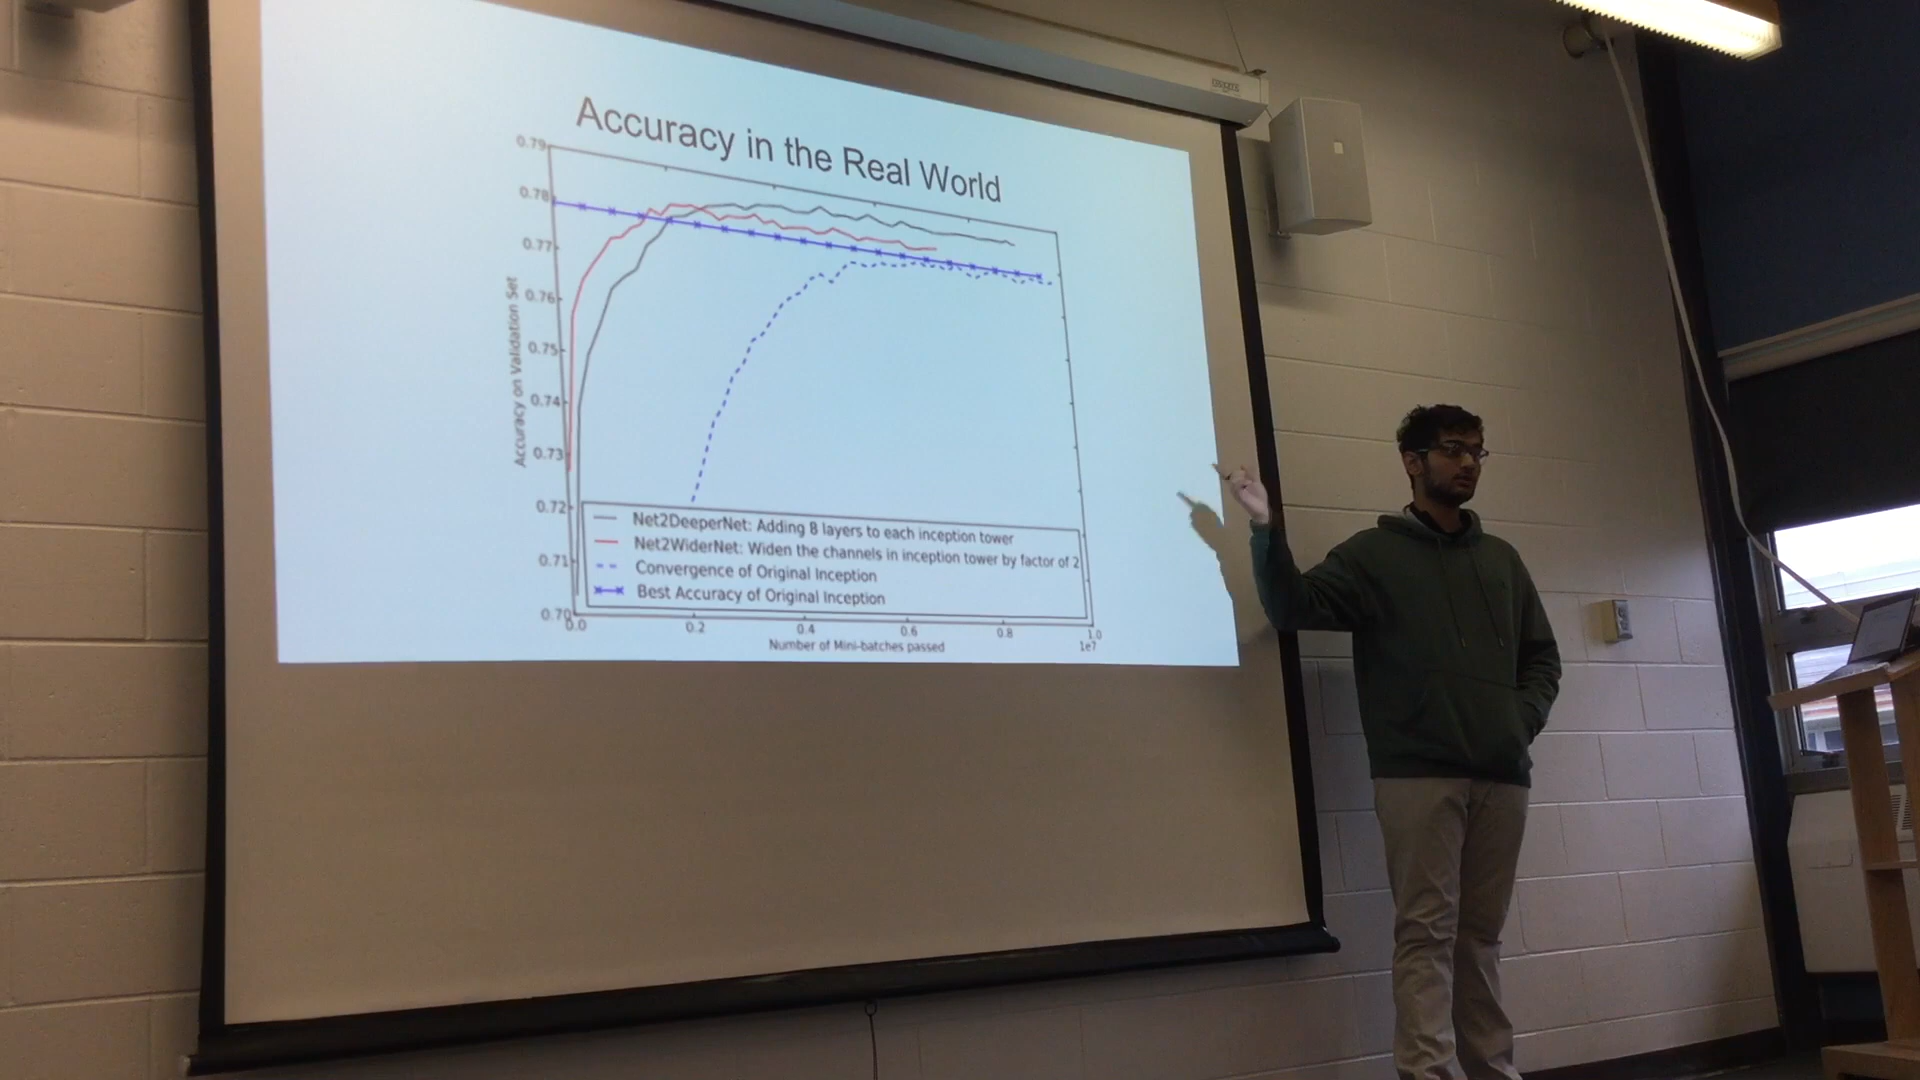 Accuracy in the Real World
0.79
0.78
0.77
0.76
0.75
0.74
0.73
0.72
0.71
0.70
Accuracy on Validation Set
Net2DeeperNet: Adding 8 layers to each inception tower
Net2WiderNet: Widen the channels in inception tower by factor of 2
Convergence of Original Inception
Best Accuracy of Original Inception
0.0 0.2 0.4 0.6 0.8 1.0
Number of Mini-batches passed 1e7